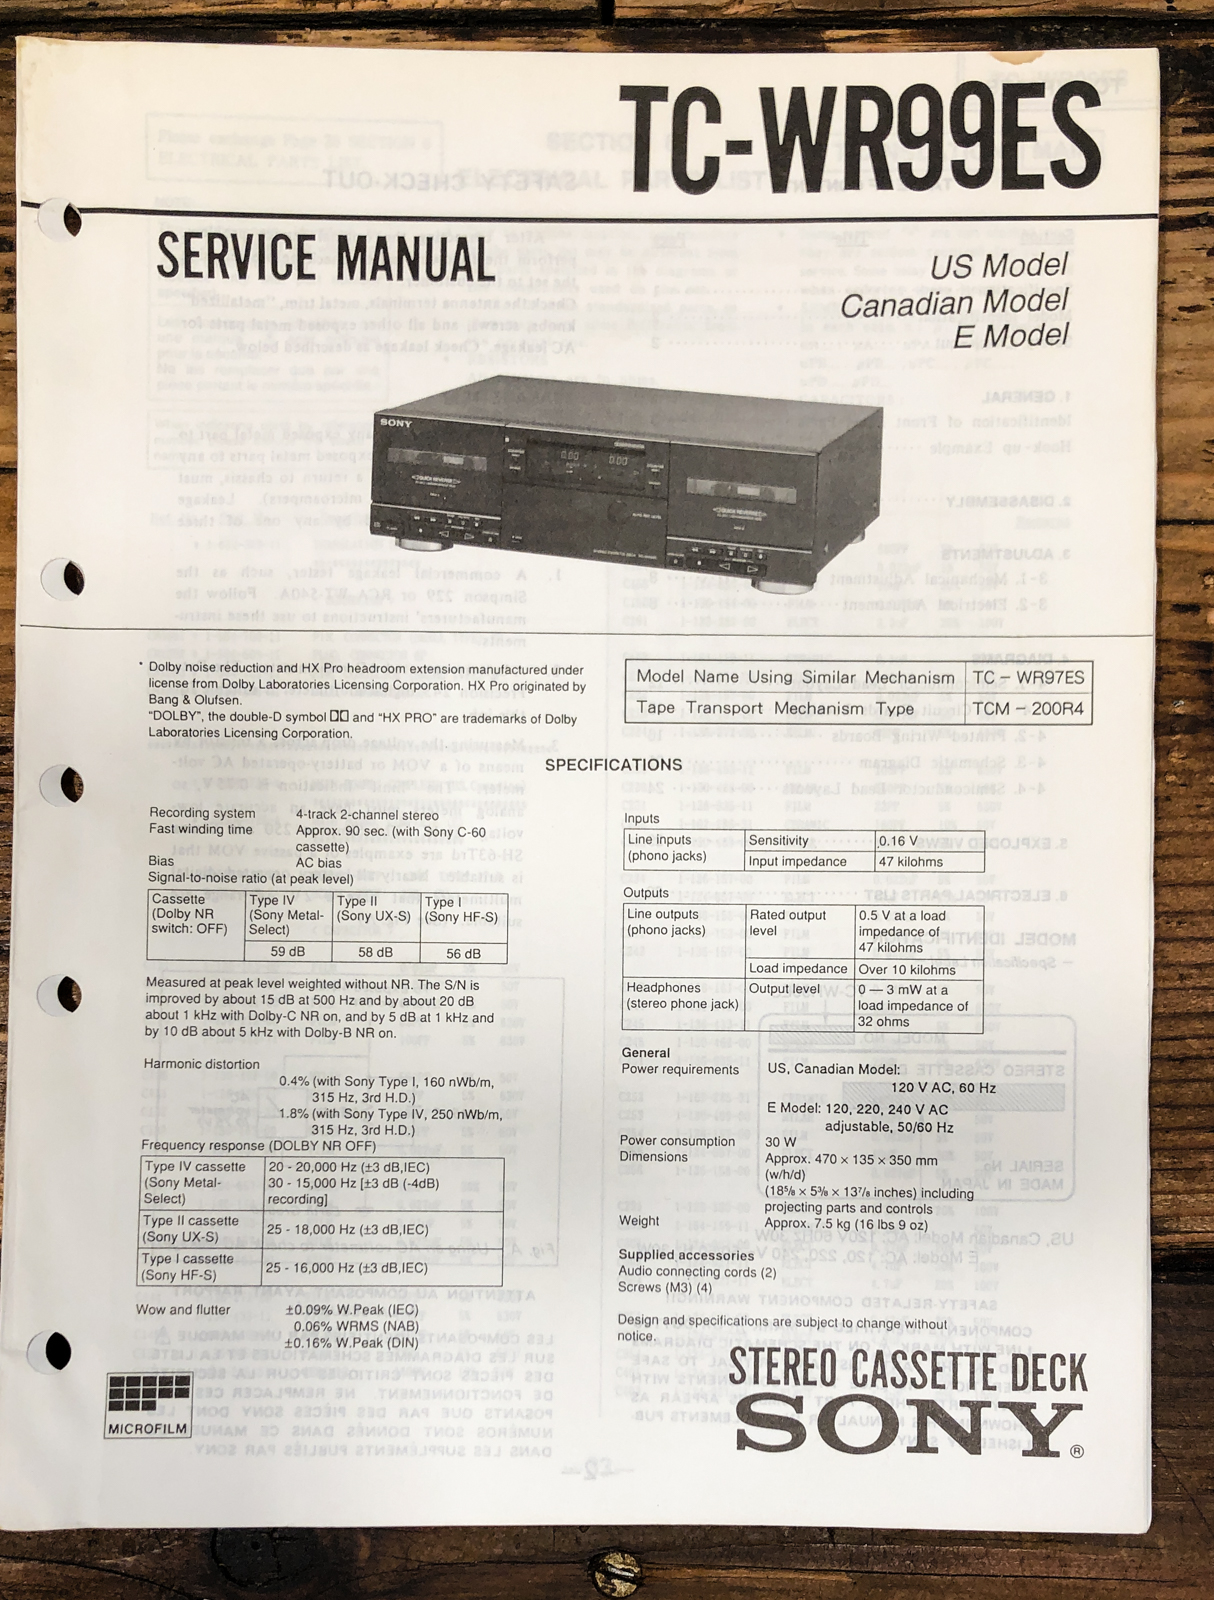 TC-WR99ES
SERVICE MANUAL
US Model
Canadian Model
E Model
SONY
QUICK REVERSE
QUICK REVERSE
* Dolby noise reduction and HX Pro headroom extension manufactured under
license from Dolby Laboratories Licensing Corporation. HX Pro originated by
Bang & Olufsen.
"DOLBY", the double-D symbol and "HX PRO" are trademarks of Dolby
Laboratories Licensing Corporation.
Model Name Using Similar Mechanism TC – WR97ES
Tape Transport Mechanism Type TCM – 200R4
SPECIFICATIONS
Recording system 4-track 2-channel stereo
Fast winding time Approx. 90 sec. (with Sony C-60
cassette)
Bias AC bias
Signal-to-noise ratio (at peak level)
Cassette Type IV Type II Type I
(Dolby NR (Sony Metal- (Sony UX-S) (Sony HF-S)
switch: OFF) Select)
59 dB 58 dB 56 dB
Measured at peak level weighted without NR. The S/N is
improved by about 15 dB at 500 Hz and by about 20 dB
about 1 kHz with Dolby-C NR on, and by 5 dB at 1 kHz and
by 10 dB about 5 kHz with Dolby-B NR on.
Harmonic distortion
0.4% (with Sony Type I, 160 nWb/m,
315 Hz, 3rd H.D.)
1.8% (with Sony Type IV, 250 nWb/m,
315 Hz, 3rd H.D.)
Frequency response (DOLBY NR OFF)
Type IV cassette 20 - 20,000 Hz (±3 dB,IEC)
(Sony Metal- 30 - 15,000 Hz [±3 dB (-4dB)
Select) recording]
Type II cassette
(Sony UX-S) 25 - 18,000 Hz (±3 dB,IEC)
Type I cassette
(Sony HF-S) 25 - 16,000 Hz (±3 dB,IEC)
Wow and flutter ±0.09% W.Peak (IEC)
0.06% WRMS (NAB)
±0.16% W.Peak (DIN)
MICROFILM
Inputs
Line inputs Sensitivity 0.16 V
(phono jacks) Input impedance 47 kilohms
Outputs
Line outputs Rated output 0.5 V at a load
(phono jacks) level impedance of
47 kilohms
Load impedance Over 10 kilohms
Headphones Output level 0 — 3 mW at a
(stereo phone jack) load impedance of
32 ohms
General
Power requirements US, Canadian Model:
120 V AC, 60 Hz
E Model: 120, 220, 240 V AC
adjustable, 50/60 Hz
Power consumption 30 W
Dimensions Approx. 470 × 135 × 350 mm
(w/h/d)
(18⅝ × 5⅜ × 13⅞ inches) including
projecting parts and controls
Weight Approx. 7.5 kg (16 lbs 9 oz)
Supplied accessories
Audio connecting cords (2)
Screws (M3) (4)
Design and specifications are subject to change without
notice.
STEREO CASSETTE DECK
SONY ®